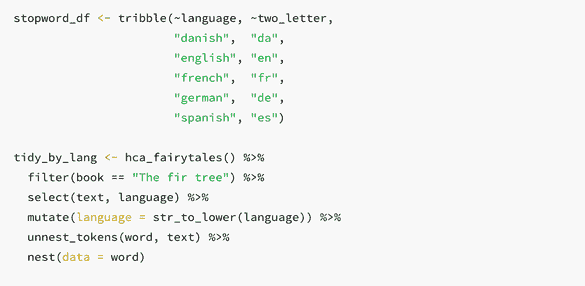 stopword_df <- tribble(~language, ~two_letter,
                       "danish",  "da",
                       "english", "en",
                       "french",  "fr",
                       "german",  "de",
                       "spanish", "es")
tidy_by_lang <- hca_fairytales() %>%
  filter(book == "The fir tree") %>%
  select(text, language) %>%
  mutate(language = str_to_lower(language)) %>%
  unnest_tokens(word, text) %>%
  nest(data = word)